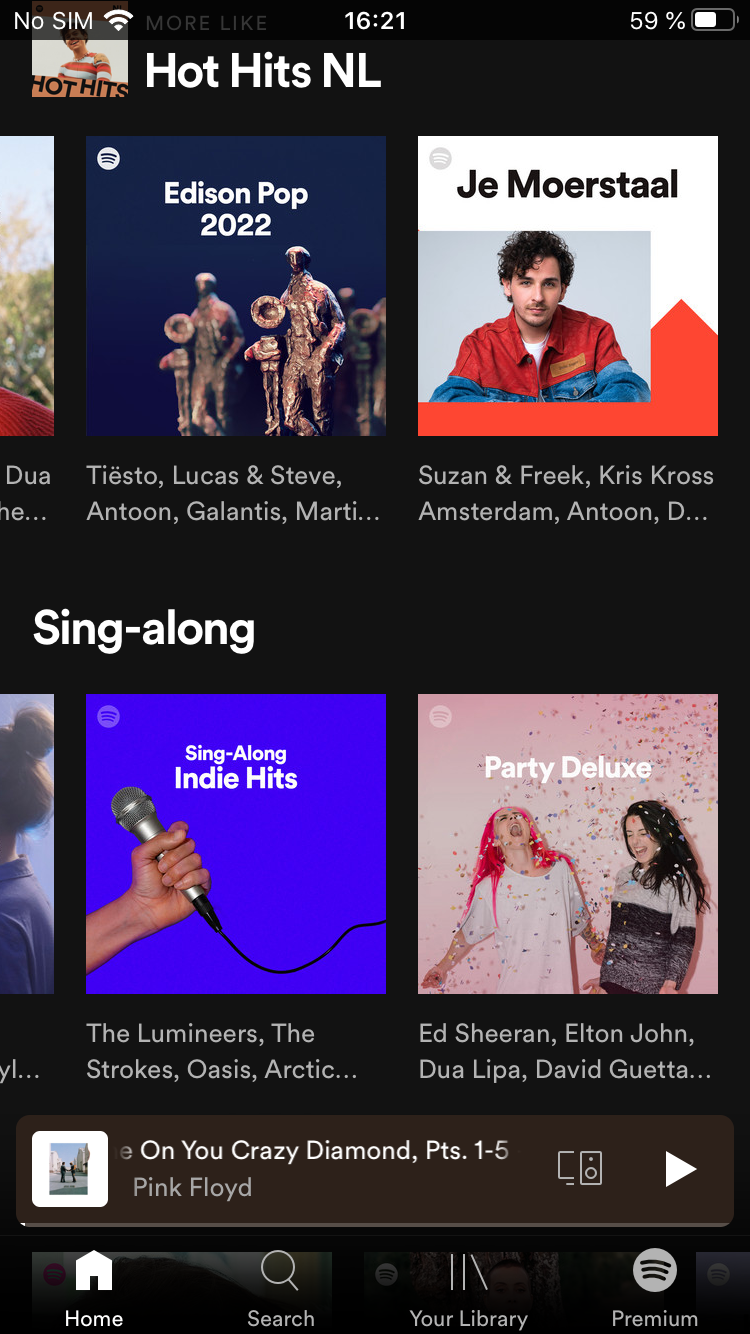 No SIM 16:21 59 %
MORE LIKE
Hot Hits NL
HOT HITS
Edison Pop
2022
Je Moerstaal
Dua
he…
Tiësto, Lucas & Steve,
Antoon, Galantis, Marti…
Suzan & Freek, Kris Kross
Amsterdam, Antoon, D…
Sing-along
Sing-Along
Indie Hits
Party Deluxe
yl…
The Lumineers, The
Strokes, Oasis, Arctic…
Ed Sheeran, Elton John,
Dua Lipa, David Guetta…
e On You Crazy Diamond, Pts. 1-5
Pink Floyd
Home Search Your Library Premium